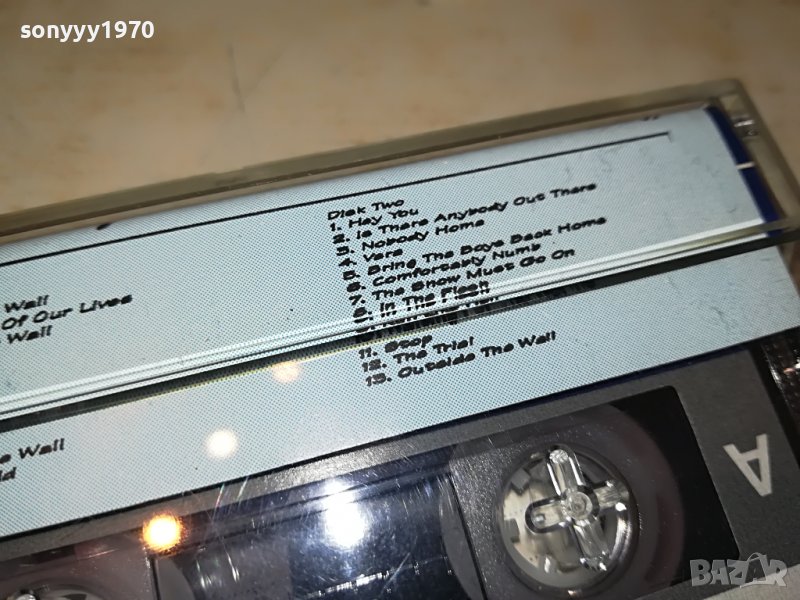 sonyyy1970
Disk Two
1. Hey You
2. Is There Anybody Out There
3. Nobody Home
4. Vera
5. Bring The Boys Back Home
6. Comfortably Numb
7. The Show Must Go On
8. In The Flesh
11. Stop
12. The Trial
13. Outside The Wall
Wall
Of Our Lives
Wall
Wall
A
BAZAR